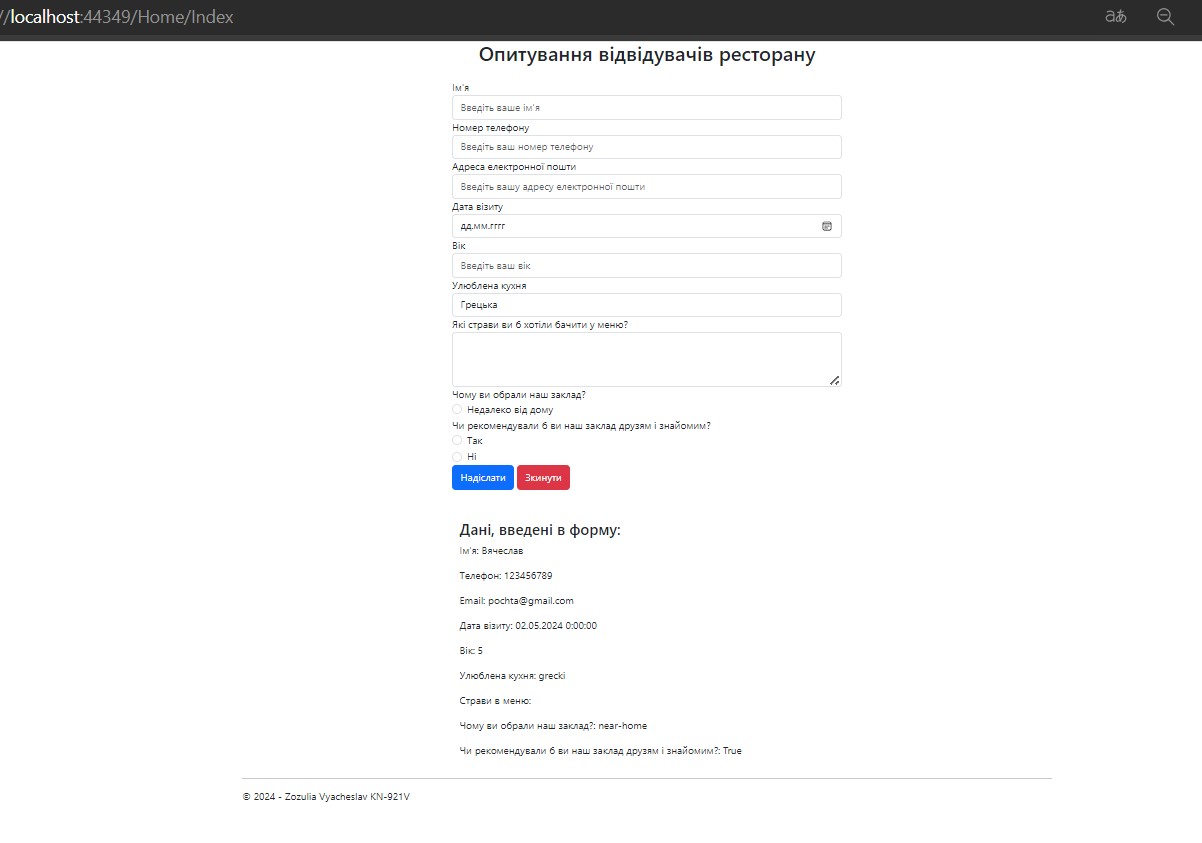 //localhost:44349/Home/Index
aあ
Опитування відвідувачів ресторану
Ім'я
Введіть ваше ім'я
Номер телефону
Введіть ваш номер телефону
Адреса електронної пошти
Введіть вашу адресу електронної пошти
Дата візиту
дд.мм.гггг
Вік
Введіть ваш вік
Улюблена кухня
Грецька
Які страви ви б хотіли бачити у меню?
Чому ви обрали наш заклад?
Недалеко від дому
Чи рекомендували б ви наш заклад друзям і знайомим?
Так
Ні
Надіслати Зкинути
Дані, введені в форму:
Ім'я: Вячеслав
Телефон: 123456789
Email: pochta@gmail.com
Дата візиту: 02.05.2024 0:00:00
Вік: 5
Улюблена кухня: grecki
Страви в меню:
Чому ви обрали наш заклад?: near-home
Чи рекомендували б ви наш заклад друзям і знайомим?: True
© 2024 - Zozulia Vyacheslav KN-921V